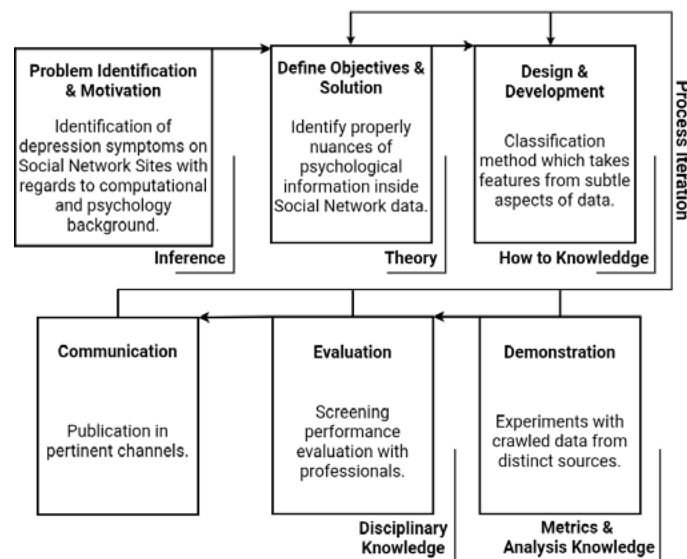 Problem Identification
& Motivation
Identification of
depression symptoms on
Social Network Sites with
regards to computational
and psychology
background.
Inference
Define Objectives &
Solution
Identify properly
nuances of
psychological
information inside
Social Network data.
Theory
Design &
Development
Classification
method which takes
features from subtle
aspects of data.
How to Knowleddge
Process Iteration
Communication
Publication in
pertinent channels.
Evaluation
Screening
performance
evaluation with
professionals.
Disciplinary
Knowledge
Demonstration
Experiments with
crawled data from
distinct sources.
Metrics &
Analysis Knowledge